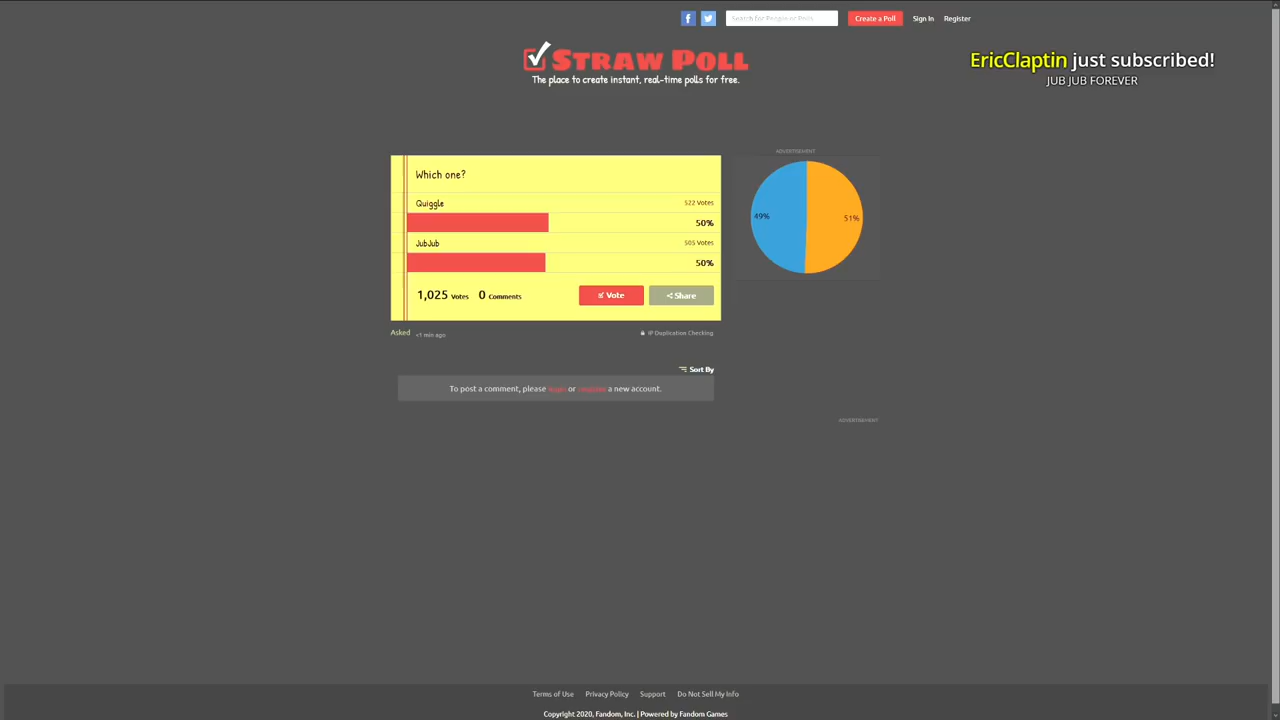 Search for People or Polls
Create a Poll
Sign In
Register
STRAW POLL
The place to create instant, real-time polls for free.
EricClaptin just subscribed!
JUB JUB FOREVER
ADVERTISEMENT
Which one?
Quiggle
522 Votes
50%
JubJub
505 Votes
50%
1,025 Votes
0 Comments
Vote
Share
49%
51%
Asked <1 min ago
IP Duplication Checking
Sort By
To post a comment, please or a new account.
ADVERTISEMENT
Terms of Use
Privacy Policy
Support
Do Not Sell My Info
Copyright 2020, Fandom, Inc. | Powered by Fandom Games